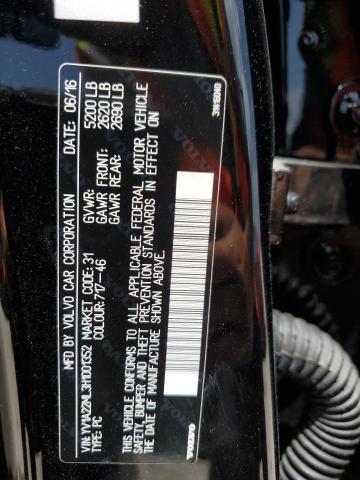 MFD BY VOLVO CAR CORPORATION DATE: 06/16
VIN: YV1A22ML3H1001352 MARKET CODE: 31
TYPE: PC COLOUR: 717-46
GVWR: 5200 LB
GAWR FRONT: 2620 LB
GAWR REAR: 2690 LB
THIS VEHICLE CONFORMS TO ALL APPLICABLE FEDERAL MOTOR VEHICLE
SAFETY, BUMPER AND THEFT PREVENTION STANDARDS IN EFFECT ON
THE DATE OF MANUFACTURE SHOWN ABOVE.
VOLVO